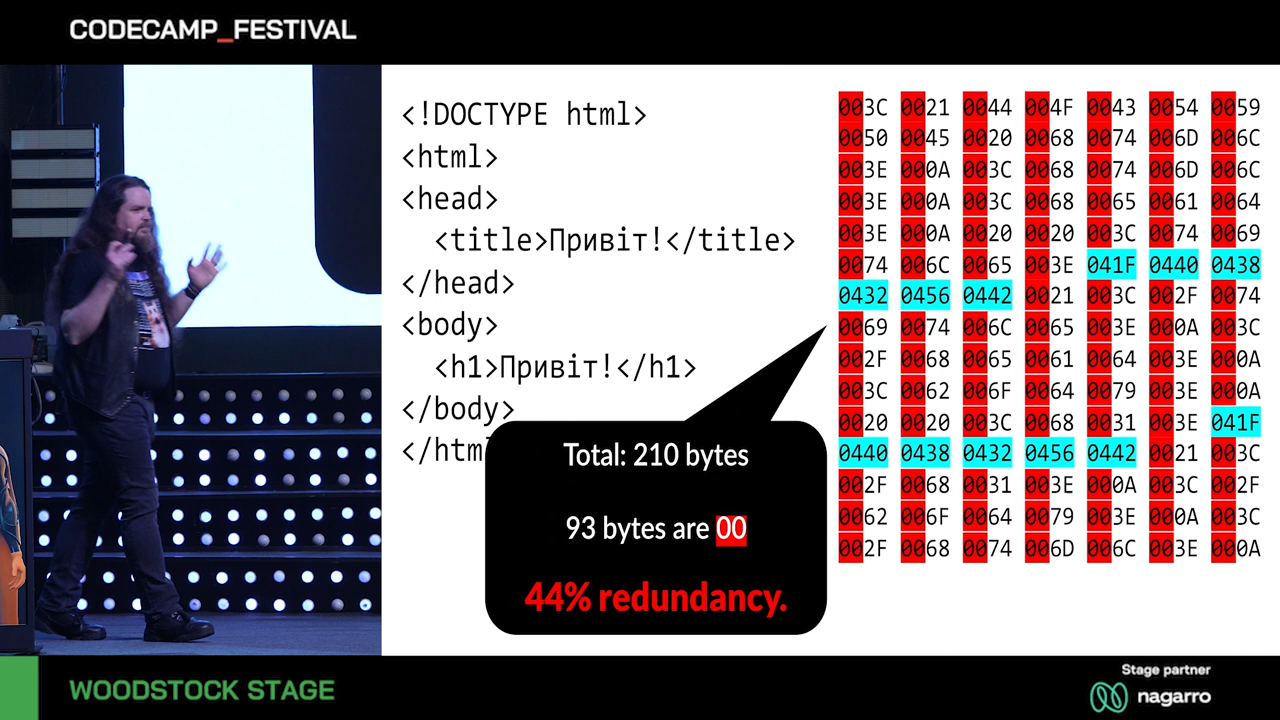 CODECAMP_FESTIVAL
<!DOCTYPE html>
<html>
<head>
<title>Привіт!</title>
</head>
<body>
<h1>Привіт!</h1>
</body>
</htm
003C 0021 0044 004F 0043 0054 0059
0050 0045 0020 0068 0074 006D 006C
003E 000A 003C 0068 0074 006D 006C
003E 000A 003C 0068 0065 0061 0064
003E 000A 0020 0020 003C 0074 0069
0074 006C 0065 003E 041F 0440 0438
0432 0456 0442 0021 003C 002F 0074
0069 0074 006C 0065 003E 000A 003C
002F 0068 0065 0061 0064 003E 000A
003C 0062 006F 0064 0079 003E 000A
0020 0020 003C 0068 0031 003E 041F
0440 0438 0432 0456 0442 0021 003C
002F 0068 0031 003E 000A 003C 002F
0062 006F 0064 0079 003E 000A 003C
002F 0068 0074 006D 006C 003E 000A
Total: 210 bytes
93 bytes are 00
44% redundancy.
WOODSTOCK STAGE
Stage partner
nagarro